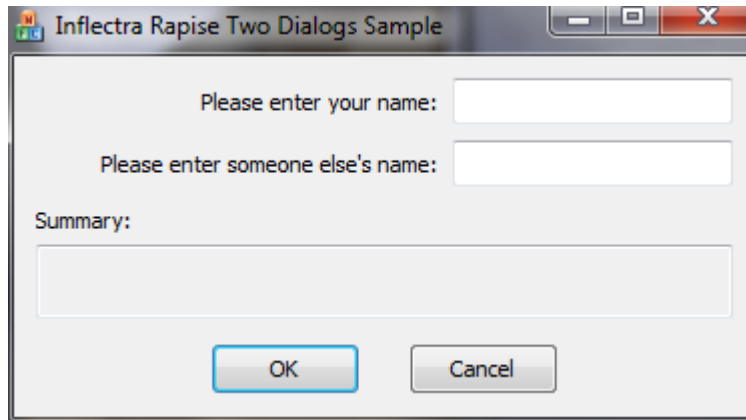 Inflectra Rapise Two Dialogs Sample
Please enter your name:
Please enter someone else's name:
Summary:
OK
Cancel